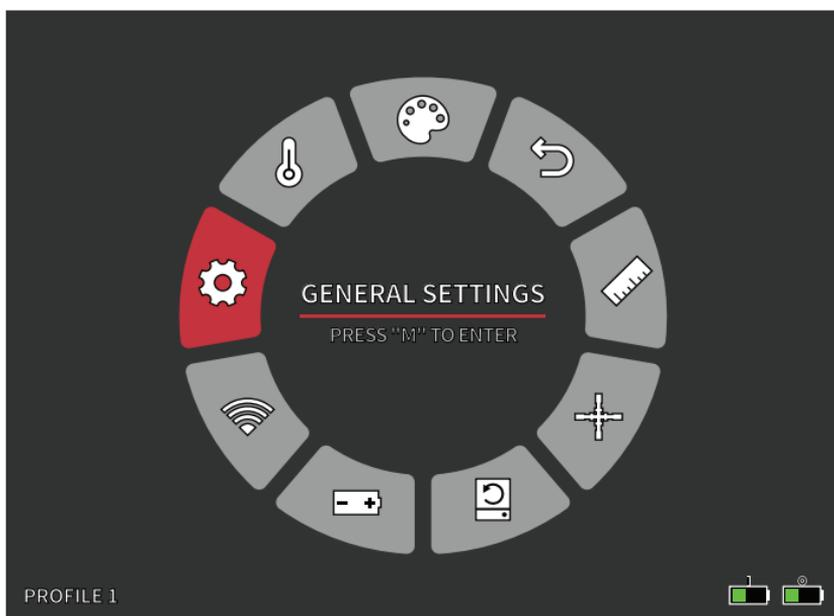 GENERAL SETTINGS
PRESS "M" TO ENTER
PROFILE 1
1